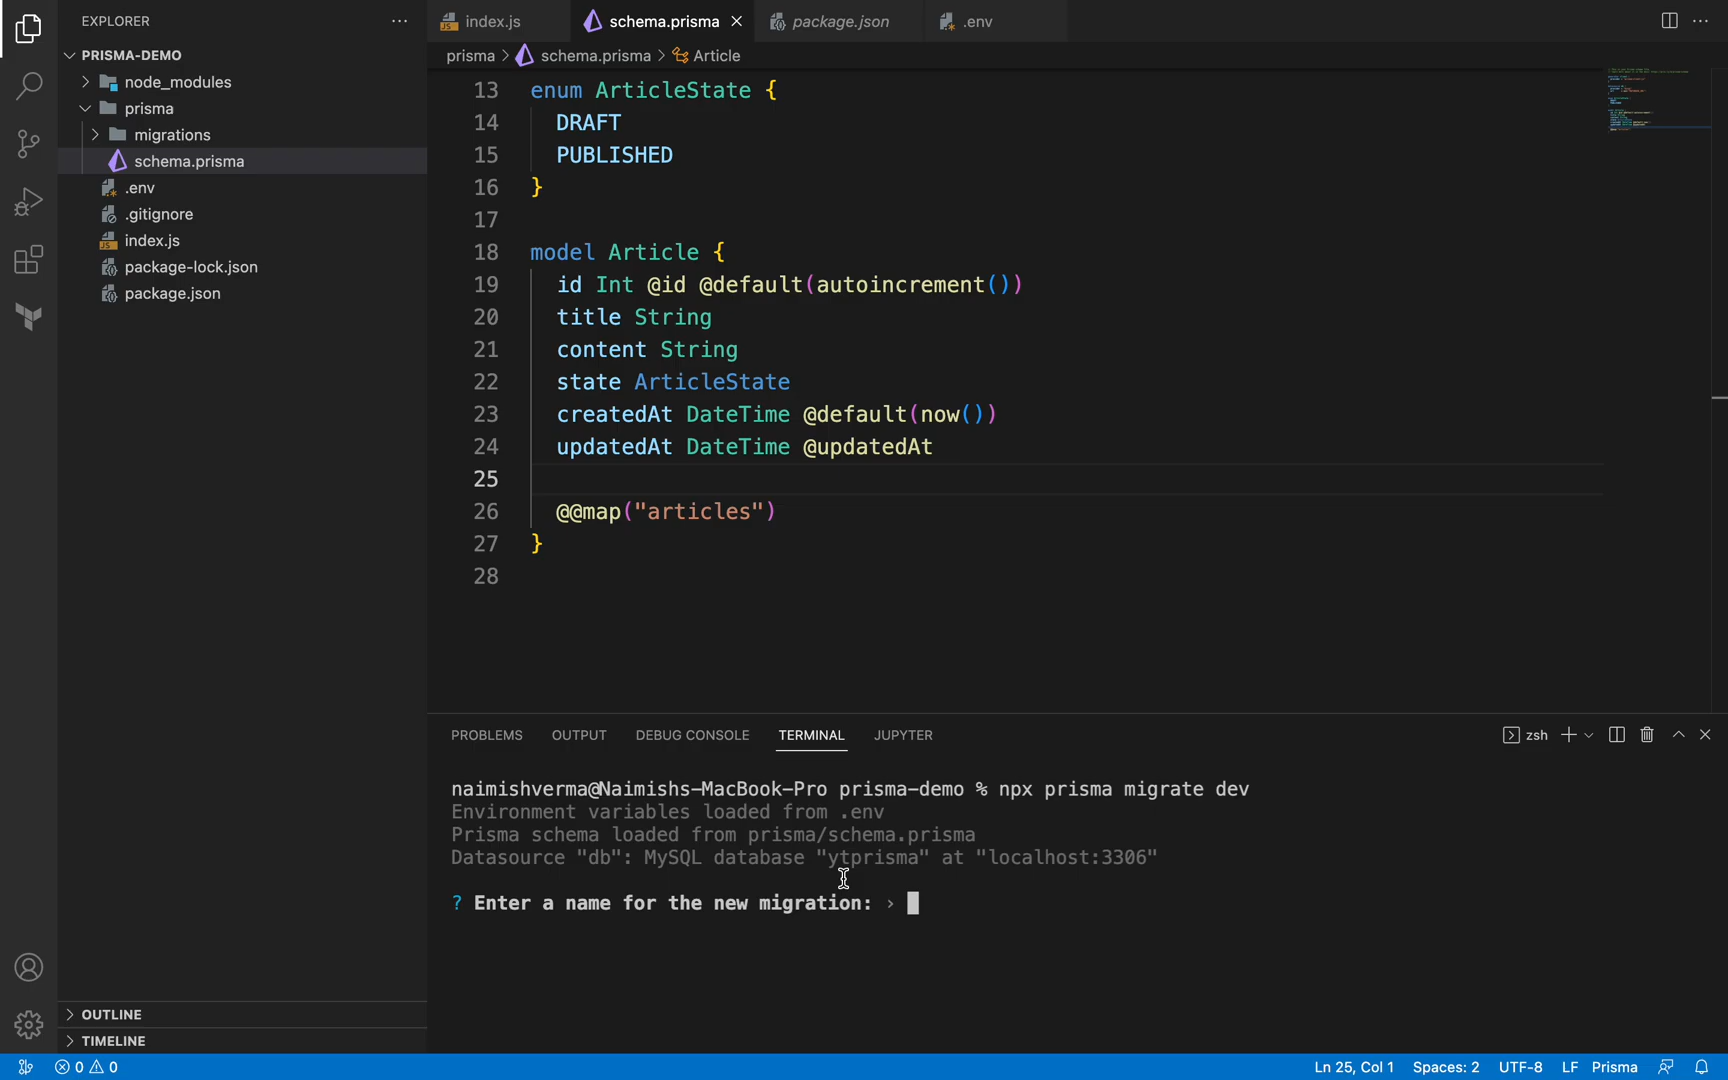 EXPLORER
PRISMA-DEMO
node_modules
prisma
migrations
schema.prisma
.env
.gitignore
index.js
package-lock.json
package.json
OUTLINE
TIMELINE
index.js schema.prisma package.json .env
prisma > schema.prisma > Article
13 enum ArticleState {
14 DRAFT
15 PUBLISHED
16 }
17
18 model Article {
19 id Int @id @default(autoincrement())
20 title String
21 content String
22 state ArticleState
23 createdAt DateTime @default(now())
24 updatedAt DateTime @updatedAt
25
26 @@map("articles")
27 }
28
PROBLEMS OUTPUT DEBUG CONSOLE TERMINAL JUPYTER zsh
naimishverma@Naimishs-MacBook-Pro prisma-demo % npx prisma migrate dev
Environment variables loaded from .env
Prisma schema loaded from prisma/schema.prisma
Datasource "db": MySQL database "ytprisma" at "localhost:3306"
? Enter a name for the new migration: ›
0 0 Ln 25, Col 1 Spaces: 2 UTF-8 LF Prisma